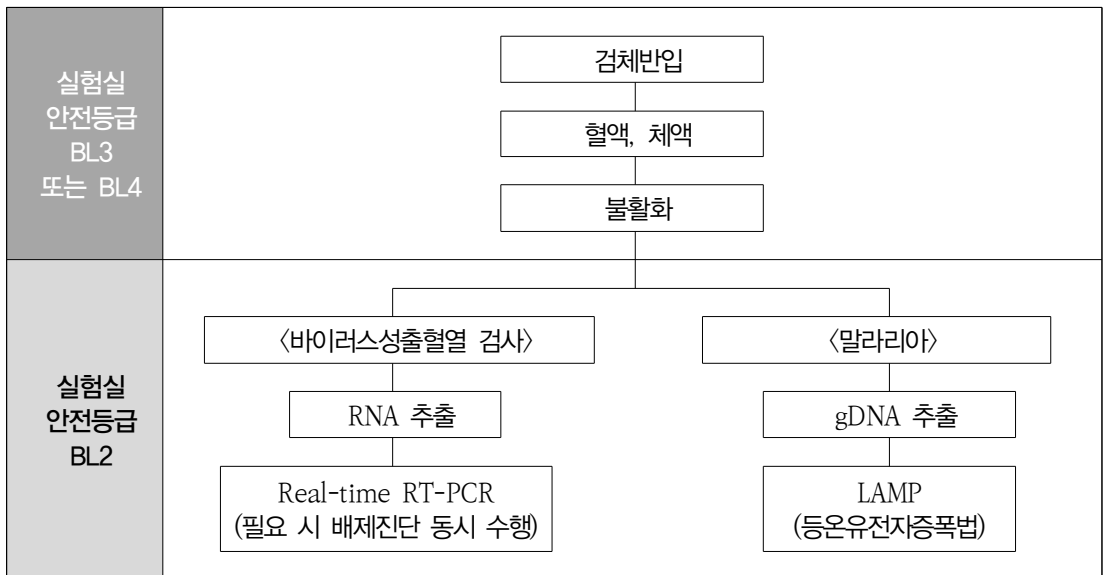 실험실
안전등급
BL3
또는 BL4
검체반입
혈액, 체액
불활화
실험실
안전등급
BL2
〈바이러스성출혈열 검사〉
〈말라리아〉
RNA 추출
gDNA 추출
Real-time RT-PCR
(필요 시 배제진단 동시 수행)
LAMP
(등온유전자증폭법)